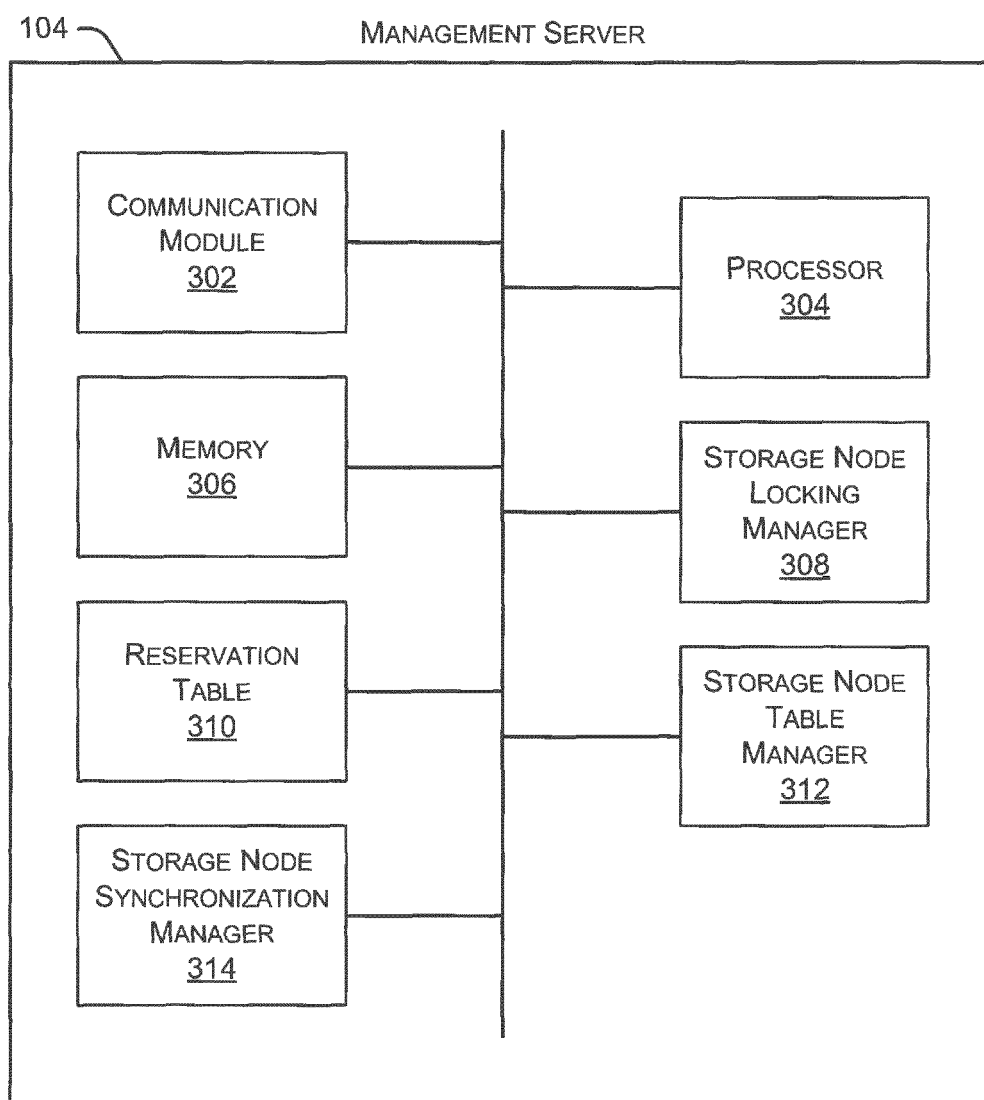 104
MANAGEMENT SERVER
COMMUNICATION
MODULE
302
PROCESSOR
304
MEMORY
306
STORAGE NODE
LOCKING
MANAGER
308
RESERVATION
TABLE
310
STORAGE NODE
TABLE
MANAGER
312
STORAGE NODE
SYNCHRONIZATION
MANAGER
314